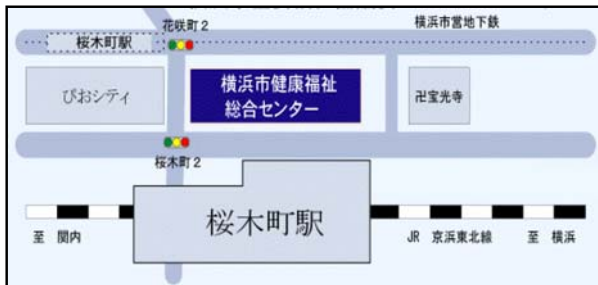 花咲町2
横浜市営地下鉄
桜木町駅
ぴおシティ
横浜市健康福祉
総合センター
卍宝光寺
桜木町2
桜木町駅
至 関内
JR 京浜東北線
至 横浜